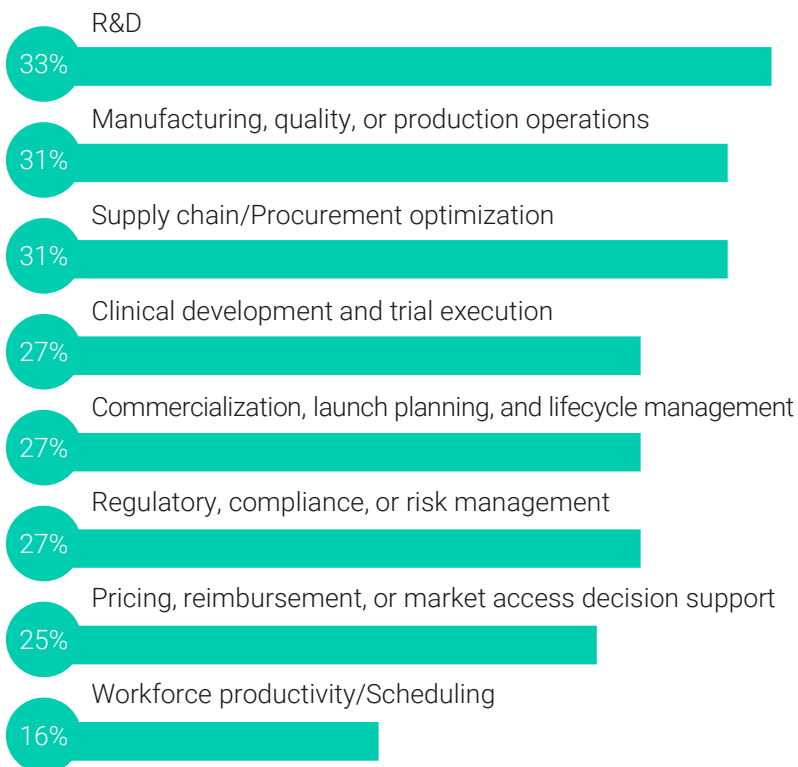 R&D
33%
Manufacturing, quality, or production operations
31%
Supply chain/Procurement optimization
31%
Clinical development and trial execution
27%
Commercialization, launch planning, and lifecycle management
27%
Regulatory, compliance, or risk management
27%
Pricing, reimbursement, or market access decision support
25%
Workforce productivity/Scheduling
16%